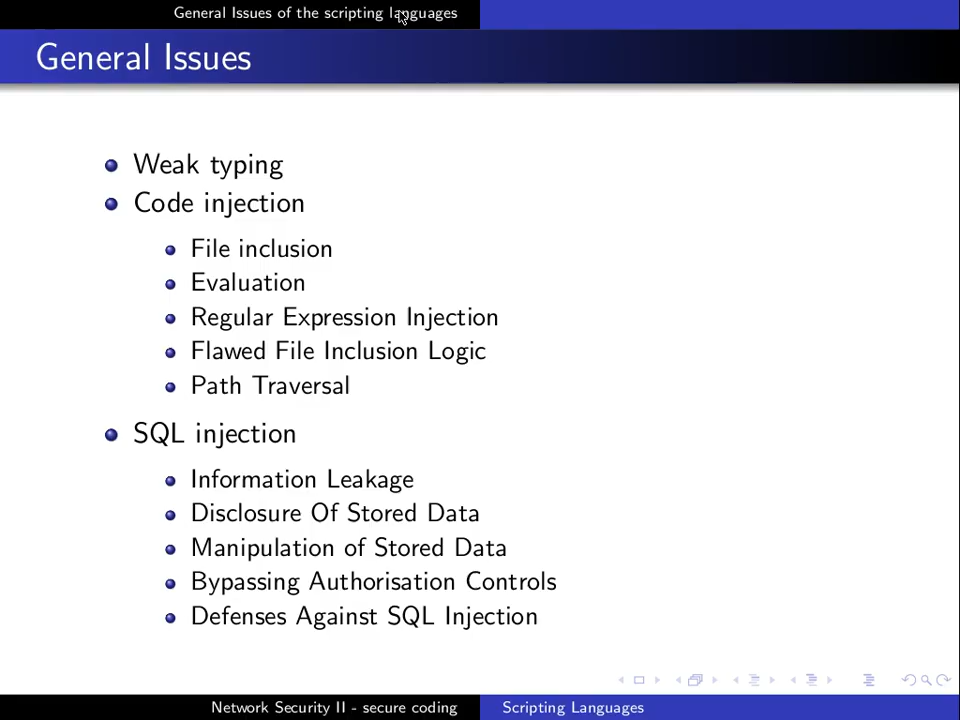 General Issues of the scripting languages
General Issues
Weak typing
Code injection
File inclusion
Evaluation
Regular Expression Injection
Flawed File Inclusion Logic
Path Traversal
SQL injection
Information Leakage
Disclosure Of Stored Data
Manipulation of Stored Data
Bypassing Authorisation Controls
Defenses Against SQL Injection
Network Security II - secure coding
Scripting Languages